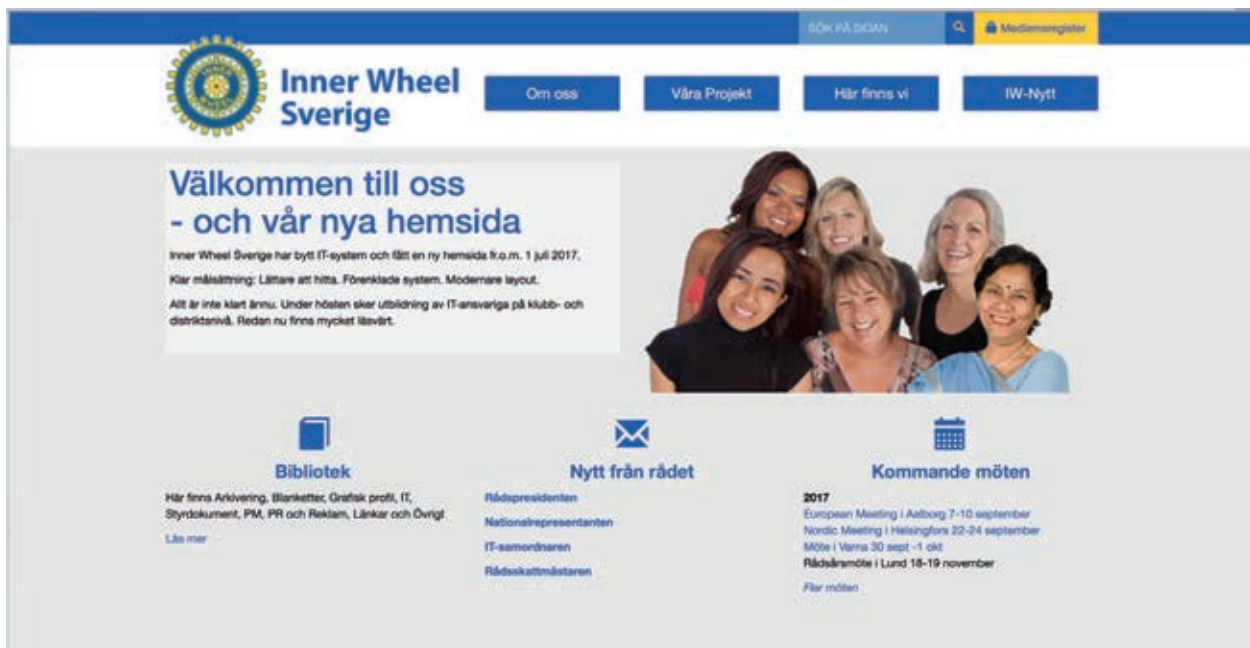 SÖK PÅ SIDAN
Medlemsregister
INNER
WHEEL
Inner Wheel
Sverige
Om oss
Våra Projekt
Här finns vi
IW-Nytt
Välkommen till oss
- och vår nya hemsida
Inner Wheel Sverige har bytt IT-system och fått en ny hemsida fr.o.m. 1 juli 2017.
Klar målsättning: Lättare att hitta. Förenklade system. Modernare layout.
Allt är inte klart ännu. Under hösten sker utbildning av IT-ansvariga på klubb- och
distriktsnivå. Redan nu finns mycket läsvärt.
Bibliotek
Här finns Arkivering, Blanketter, Grafisk profil, IT,
Styrdokument, PM, PR och Reklam, Länkar och Övrigt
Läs mer
Nytt från rådet
Rådspresidenten
Nationalrepresentanten
IT-samordnaren
Rådsskattmästaren
Kommande möten
2017
European Meeting i Aalborg 7-10 september
Nordic Meeting i Helsingfors 22-24 september
Möte i Varna 30 sept -1 okt
Rådsårsmöte i Lund 18-19 november
Fler möten